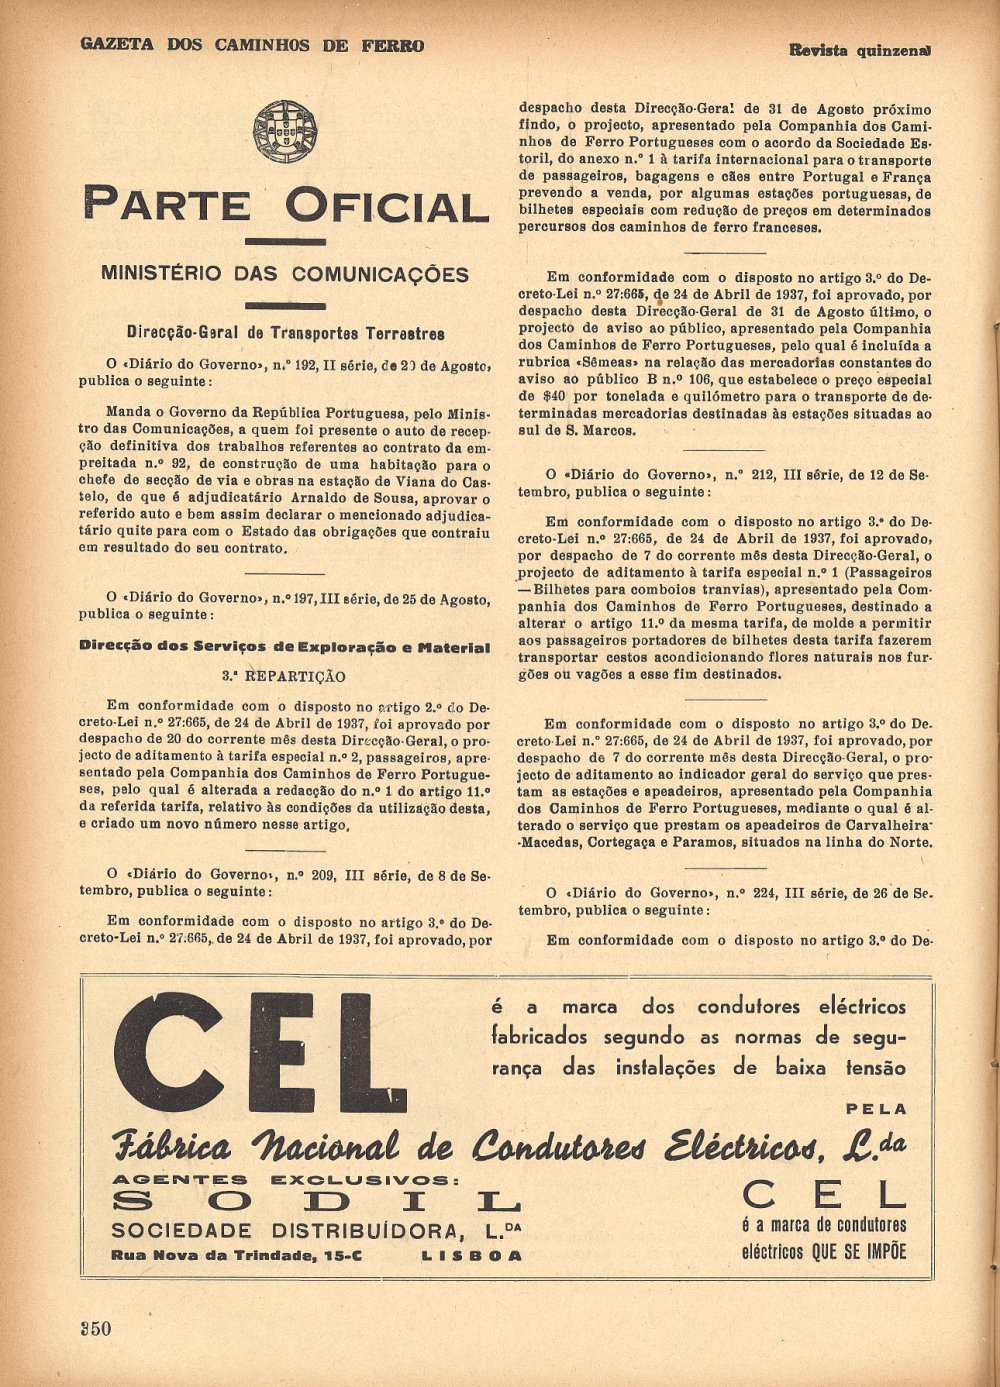 GAZETA DOS CAMINHOS DE FERRO
Revista quinzenal
PARTE OFICIAL
MINISTÉRIO DAS COMUNICAÇÕES
Direcção-Geral de Transportes Terrestres
O «Diário do Governo», n.º 192, II série, de 20 de Agosto,
publica o seguinte:
Manda o Governo da República Portuguesa, pelo Minis-
tro das Comunicações, a quem foi presente o auto de recep-
ção definitiva dos trabalhos referentes ao contrato da em-
preitada n.º 92, de construção de uma habitação para o
chefe de secção de via e obras na estação de Viana do Cas-
telo, de que é adjudicatário Arnaldo de Sousa, aprovar o
referido auto e bem assim declarar o mencionado adjudica-
tário quite para com o Estado das obrigações que contraiu
em resultado do seu contrato.
O «Diário do Governo», n.º 197, III série, de 25 de Agosto,
publica o seguinte:
Direcção dos Serviços de Exploração e Material
3.ª REPARTIÇÃO
Em conformidade com o disposto no artigo 2.º do De-
creto-Lei n.º 27:665, de 24 de Abril de 1937, foi aprovado por
despacho de 20 do corrente mês desta Direcção-Geral, o pro-
jecto de aditamento à tarifa especial n.º 2, passageiros, apre-
sentado pela Companhia dos Caminhos de Ferro Portugue-
ses, pelo qual é alterada a redacção do n.º 1 do artigo 11.º
da referida tarifa, relativo às condições da utilização desta,
e criado um novo número nesse artigo,
O «Diário do Governo», n.º 209, III série, de 8 de Se-
tembro, publica o seguinte:
Em conformidade com o disposto no artigo 3.º do De-
creto-Lei n.º 27:665, de 24 de Abril de 1937, foi aprovado, por
despacho desta Direcção-Geral de 31 de Agosto próximo
findo, o projecto, apresentado pela Companhia dos Cami-
nhos de Ferro Portugueses com o acordo da Sociedade Es-
toril, do anexo n.º 1 à tarifa internacional para o transporte
de passageiros, bagagens e cães entre Portugal e França
prevendo a venda, por algumas estações portuguesas, de
bilhetes especiais com redução de preços em determinados
percursos dos caminhos de ferro franceses.
Em conformidade com o disposto no artigo 3.º do De-
creto-Lei n.º 27:665, de 24 de Abril de 1937, foi aprovado, por
despacho desta Direcção-Geral de 31 de Agosto último, o
projecto de aviso ao público, apresentado pela Companhia
dos Caminhos de Ferro Portugueses, pelo qual é incluída a
rubrica «Sêmeas» na relação das mercadorias constantes do
aviso ao público B n.º 106, que estabelece o preço especial
de $40 por tonelada e quilómetro para o transporte de de-
terminadas mercadorias destinadas às estações situadas ao
sul de S. Marcos.
O «Diário do Governo», n.º 212, III série, de 12 de Se-
tembro, publica o seguinte:
Em conformidade com o disposto no artigo 3.º do De-
creto-Lei n.º 27:665, de 24 de Abril de 1937, foi aprovado,
por despacho de 7 do corrente mês desta Direcção-Geral, o
projecto de aditamento à tarifa especial n.º 1 (Passageiros
—Bilhetes para comboios tranvias), apresentado pela Com-
panhia dos Caminhos de Ferro Portugueses, destinado a
alterar o artigo 11.º da mesma tarifa, de molde a permitir
aos passageiros portadores de bilhetes desta tarifa fazerem
transportar cestos acondicionando flores naturais nos fur-
gões ou vagões a esse fim destinados.
Em conformidade com o disposto no artigo 3.º do De-
creto-Lei n.º 27:665, de 24 de Abril de 1937, foi aprovado, por
despacho de 7 do corrente mês desta Direcção-Geral, o pro-
jecto de aditamento ao indicador geral do serviço que pres-
tam as estações e apeadeiros, apresentado pela Companhia
dos Caminhos de Ferro Portugueses, mediante o qual é al-
terado o serviço que prestam os apeadeiros de Carvalheira-
-Macedas, Cortegaça e Paramos, situados na linha do Norte.
O «Diário do Governo», n.º 224, III série, de 26 de Se-
tembro, publica o seguinte:
Em conformidade com o disposto no artigo 3.º do De-
CEL
é a marca dos condutores eléctricos
fabricados segundo as normas de segu-
rança das instalações de baixa tensão
PELA
Fábrica Nacional de Condutores Eléctricos, L.da
AGENTES EXCLUSIVOS:
SODIL
SOCIEDADE DISTRIBUÍDORA, L.DA
Rua Nova da Trindade, 15-C LISBOA
CEL
é a marca de condutores
eléctricos QUE SE IMPÕE
350